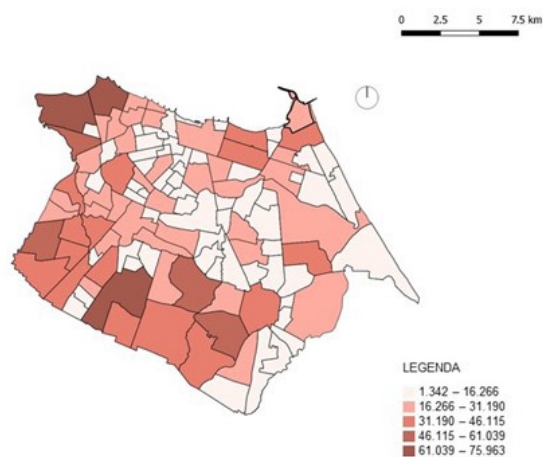 0 2.5 5 7.5 km
LEGENDA
1.342 – 16.266
16.266 – 31.190
31.190 – 46.115
46.115 – 61.039
61.039 – 75.963